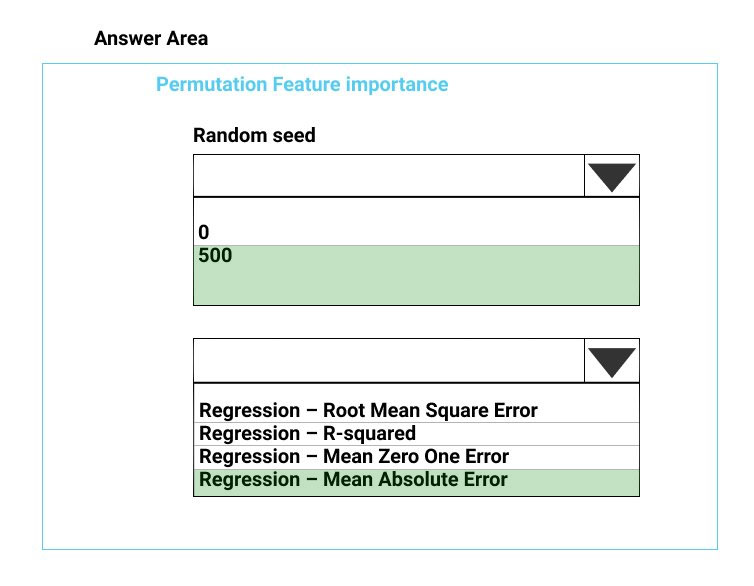 Answer Area
Permutation Feature importance
Random seed
0
500
Regression – Root Mean Square Error
Regression – R-squared
Regression – Mean Zero One Error
Regression – Mean Absolute Error